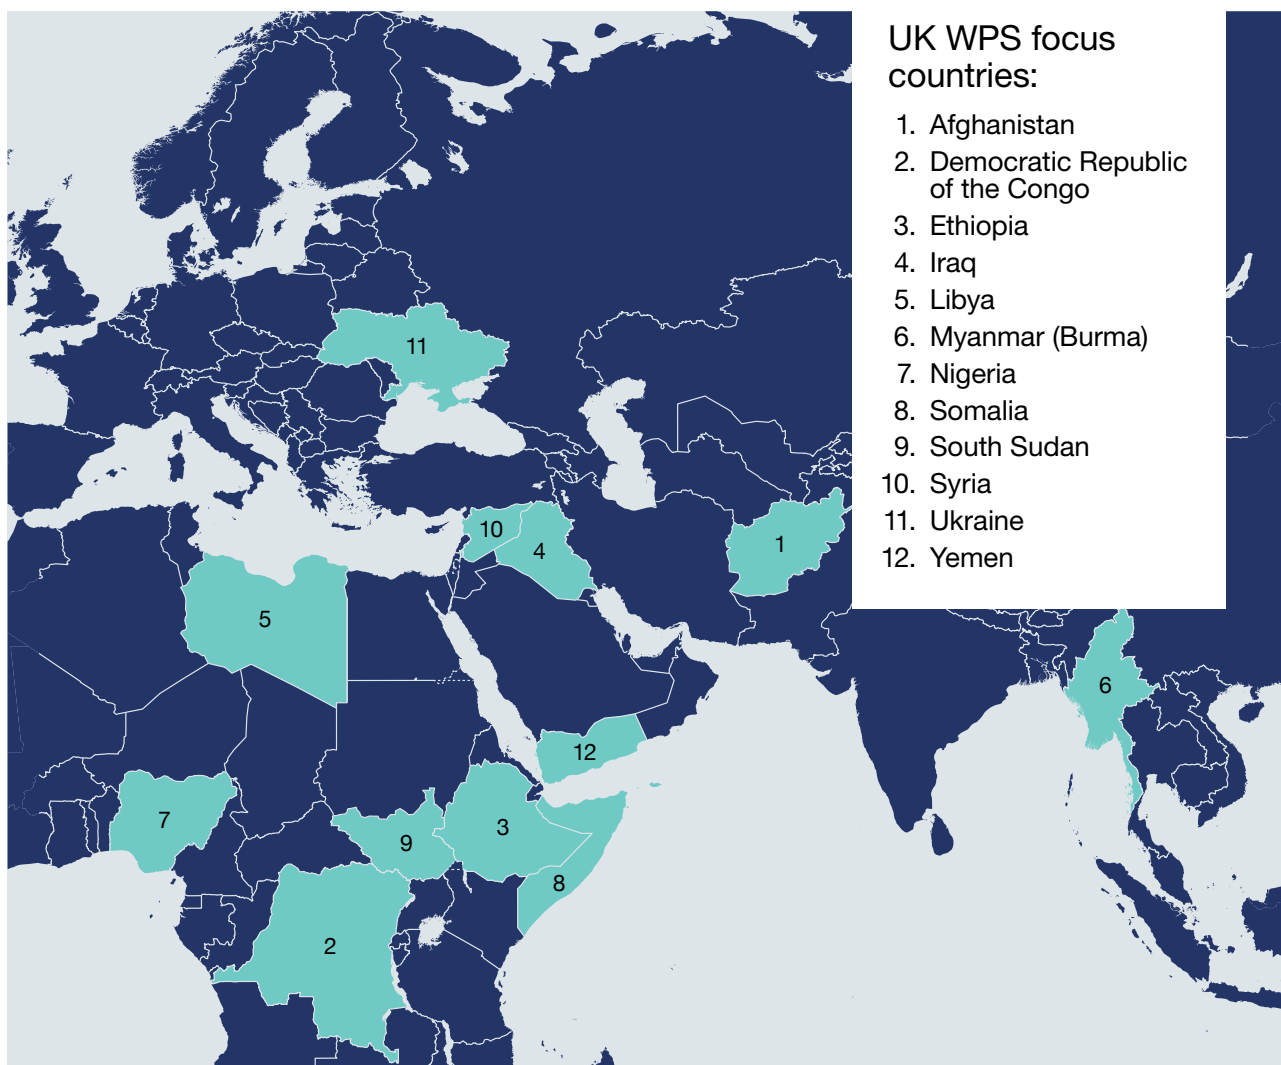 UK WPS focus
countries:
1. Afghanistan
2. Democratic Republic
of the Congo
3. Ethiopia
4. Iraq
5. Libya
6. Myanmar (Burma)
7. Nigeria
8. Somalia
9. South Sudan
10. Syria
11. Ukraine
12. Yemen
11
10
4
1
5
6
12
7
3
9
8
2